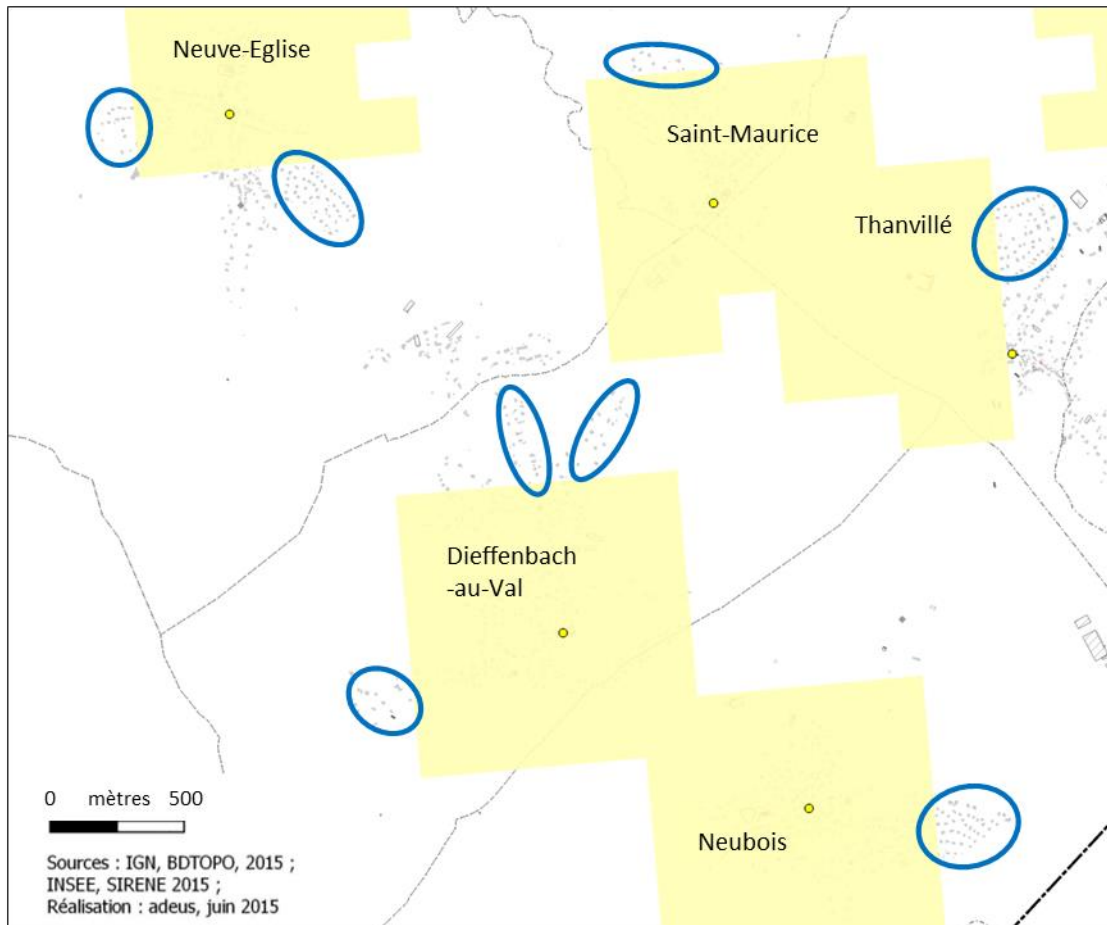 Neuve-Eglise
Saint-Maurice
Thanvillé
Dieffenbach
-au-Val
Neubois
0 mètres 500
Sources : IGN, BDTOPO, 2015 ;
INSEE, SIRENE 2015 ;
Réalisation : adeus, juin 2015